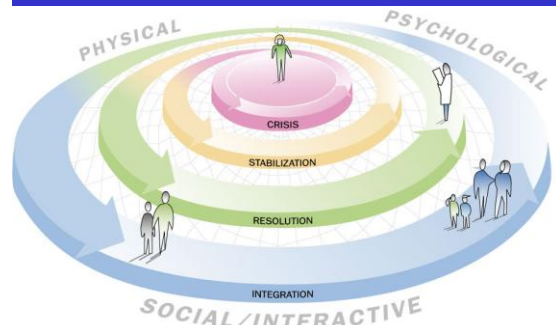 PHYSICAL
PSYCHOLOGICAL
CRISIS
STABILIZATION
RESOLUTION
INTEGRATION
SOCIAL/INTERACTIVE